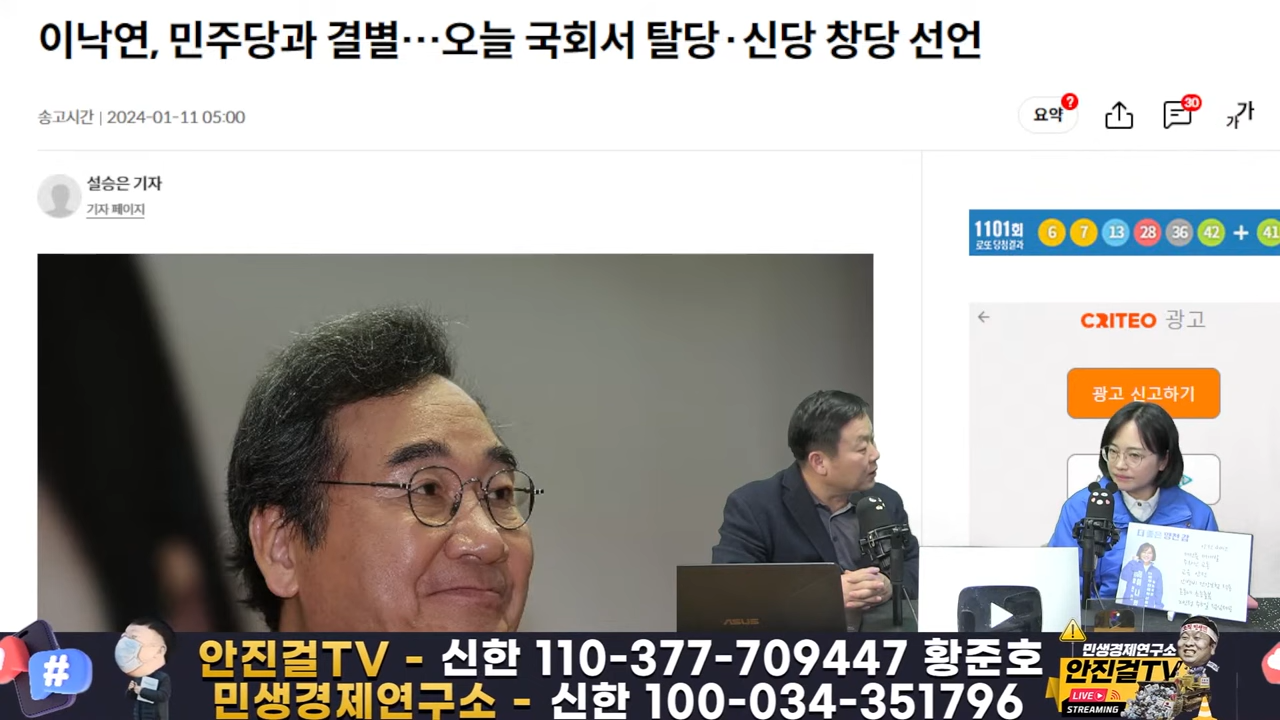 이낙연, 민주당과 결별…오늘 국회서 탈당·신당 창당 선언
송고시간 | 2024-01-11 05:00
요약
?
30
가가
설승은 기자
기자 페이지
1101회
로또당첨결과
6 7 13 28 36 42 + 41
CRITEO 광고
광고 신고하기
ASUS
#
안진걸TV - 신한 110-377-709447 황준호
민생경제연구소 - 신한 100-034-351796
민생경제연구소
안진걸TV
LIVE
STREAMING